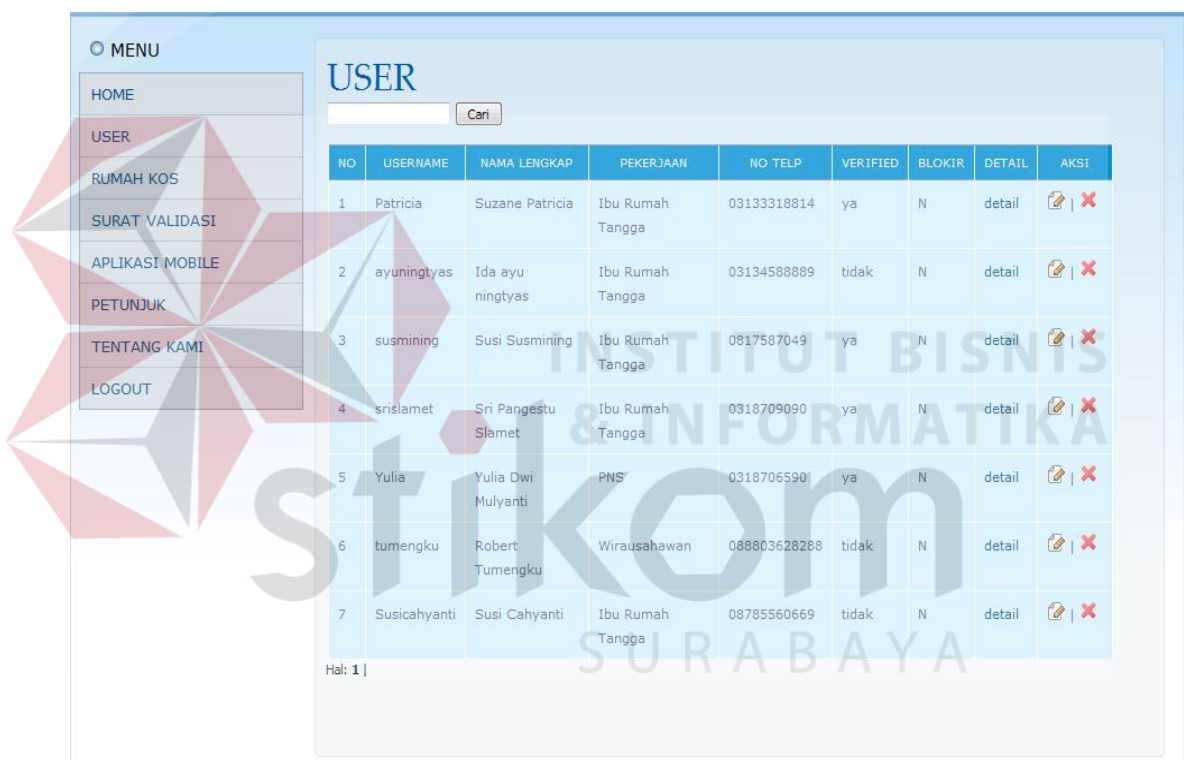 MENU
HOME
USER
RUMAH KOS
SURAT VALIDASI
APLIKASI MOBILE
PETUNJUK
TENTANG KAMI
LOGOUT
USER
Cari
NO USERNAME NAMA LENGKAP PEKERJAAN NO TELP VERIFIED BLOKIR DETAIL AKSI
1 Patricia Suzane Patricia Ibu Rumah Tangga 03133318814 ya N detail |
2 ayuningtyas Ida ayu ningtyas Ibu Rumah Tangga 03134588889 tidak N detail |
3 susmining Susi Susmining Ibu Rumah Tangga 0817587049 ya N detail |
4 srislamet Sri Pangestu Slamet Ibu Rumah Tangga 0318709090 ya N detail |
5 Yulia Yulia Dwi Mulyanti PNS 0318706590 ya N detail |
6 tumengku Robert Tumengku Wirausahawan 088803628288 tidak N detail |
7 Susicahyanti Susi Cahyanti Ibu Rumah Tangga 08785560669 tidak N detail |
Hal: 1 |
INSTITUT BISNIS
& INFORMATIKA
stikom
SURABAYA